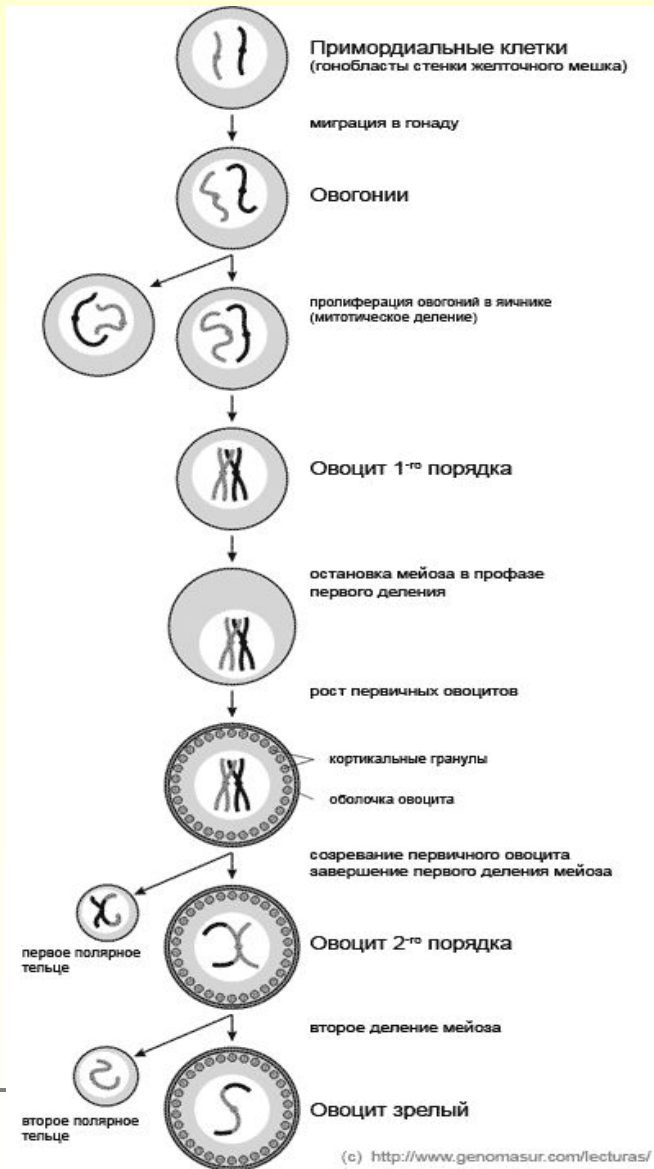 Примордиальные клетки
(гонобласты стенки желточного мешка)
миграция в гонаду
Овогонии
пролиферация овогоний в яичнике
(митотическое деление)
Овоцит 1-го порядка
остановка мейоза в профазе
первого деления
рост первичных овоцитов
кортикальные гранулы
оболочка овоцита
созревание первичного овоцита
завершение первого деления мейоза
первое полярное
тельце
Овоцит 2-го порядка
второе деление мейоза
второе полярное
тельце
Овоцит зрелый
(c) http://www.genomasur.com/lecturas/